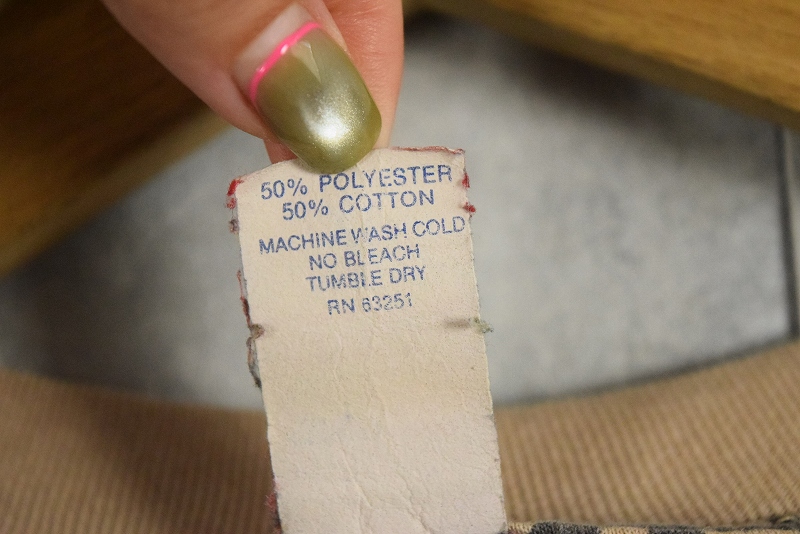 50% POLYESTER
50% COTTON
MACHINE WASH COLD
NO BLEACH
TUMBLE DRY
RN 63251